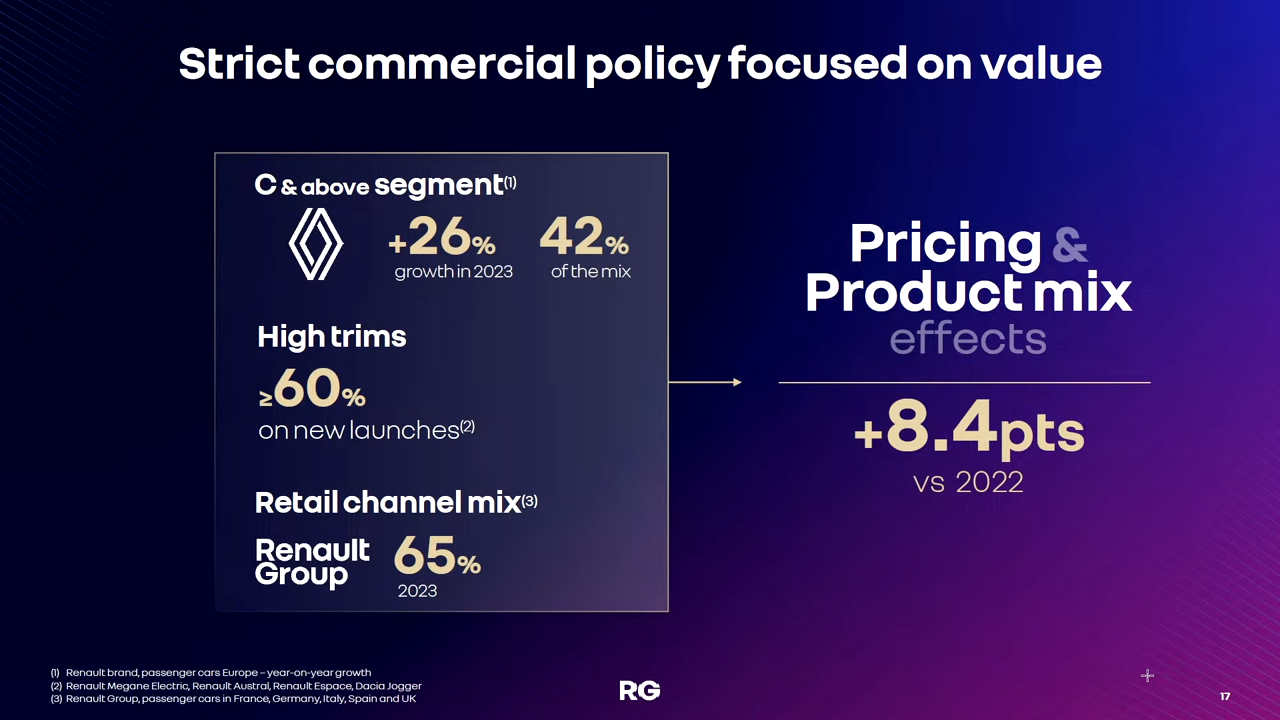 Strict commercial policy focused on value
C & above segment(1)
+26% 42%
growth in 2023 of the mix
High trims
≥60%
on new launches(2)
Retail channel mix(3)
Renault
Group
65%
2023
Pricing &
Product mix
effects
+8.4pts
vs 2022
(1) Renault brand, passenger cars Europe – year-on-year growth
(2) Renault Megane Electric, Renault Austral, Renault Espace, Dacia Jogger
(3) Renault Group, passenger cars in France, Germany, Italy, Spain and UK
RG
17